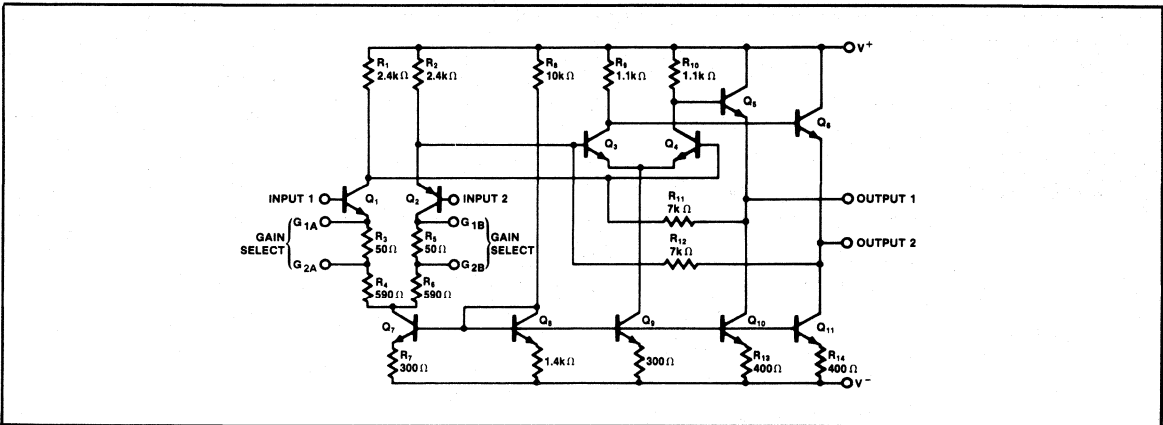 V+
R1
2.4kΩ
R2
2.4kΩ
R8
10kΩ
R9
1.1kΩ
R10
1.1kΩ
Q5
Q6
Q3
Q4
INPUT 1
Q1
Q2
INPUT 2
R11
7kΩ
OUTPUT 1
G1A
G1B
GAIN
SELECT
R3
50Ω
R5
50Ω
GAIN
SELECT
R12
7kΩ
OUTPUT 2
G2A
G2B
R4
590Ω
R6
590Ω
Q7
Q8
Q9
Q10
Q11
R7
300Ω
1.4kΩ
300Ω
R13
400Ω
R14
400Ω
V-